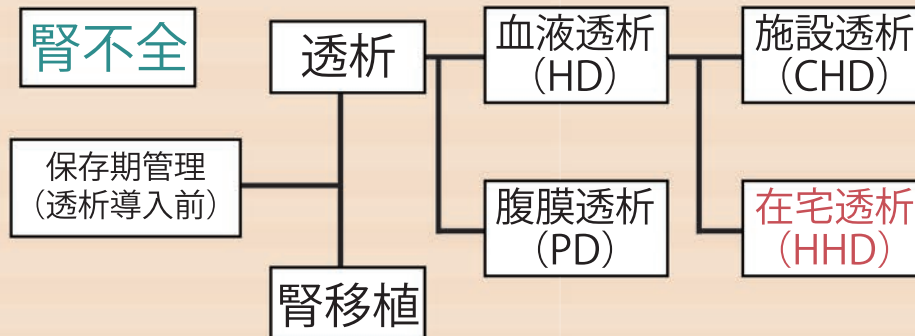 腎不全
透析
血液透析
（HD）
施設透析
（CHD）
保存期管理
（透析導入前）
腹膜透析
（PD）
在宅透析
（HHD）
腎移植